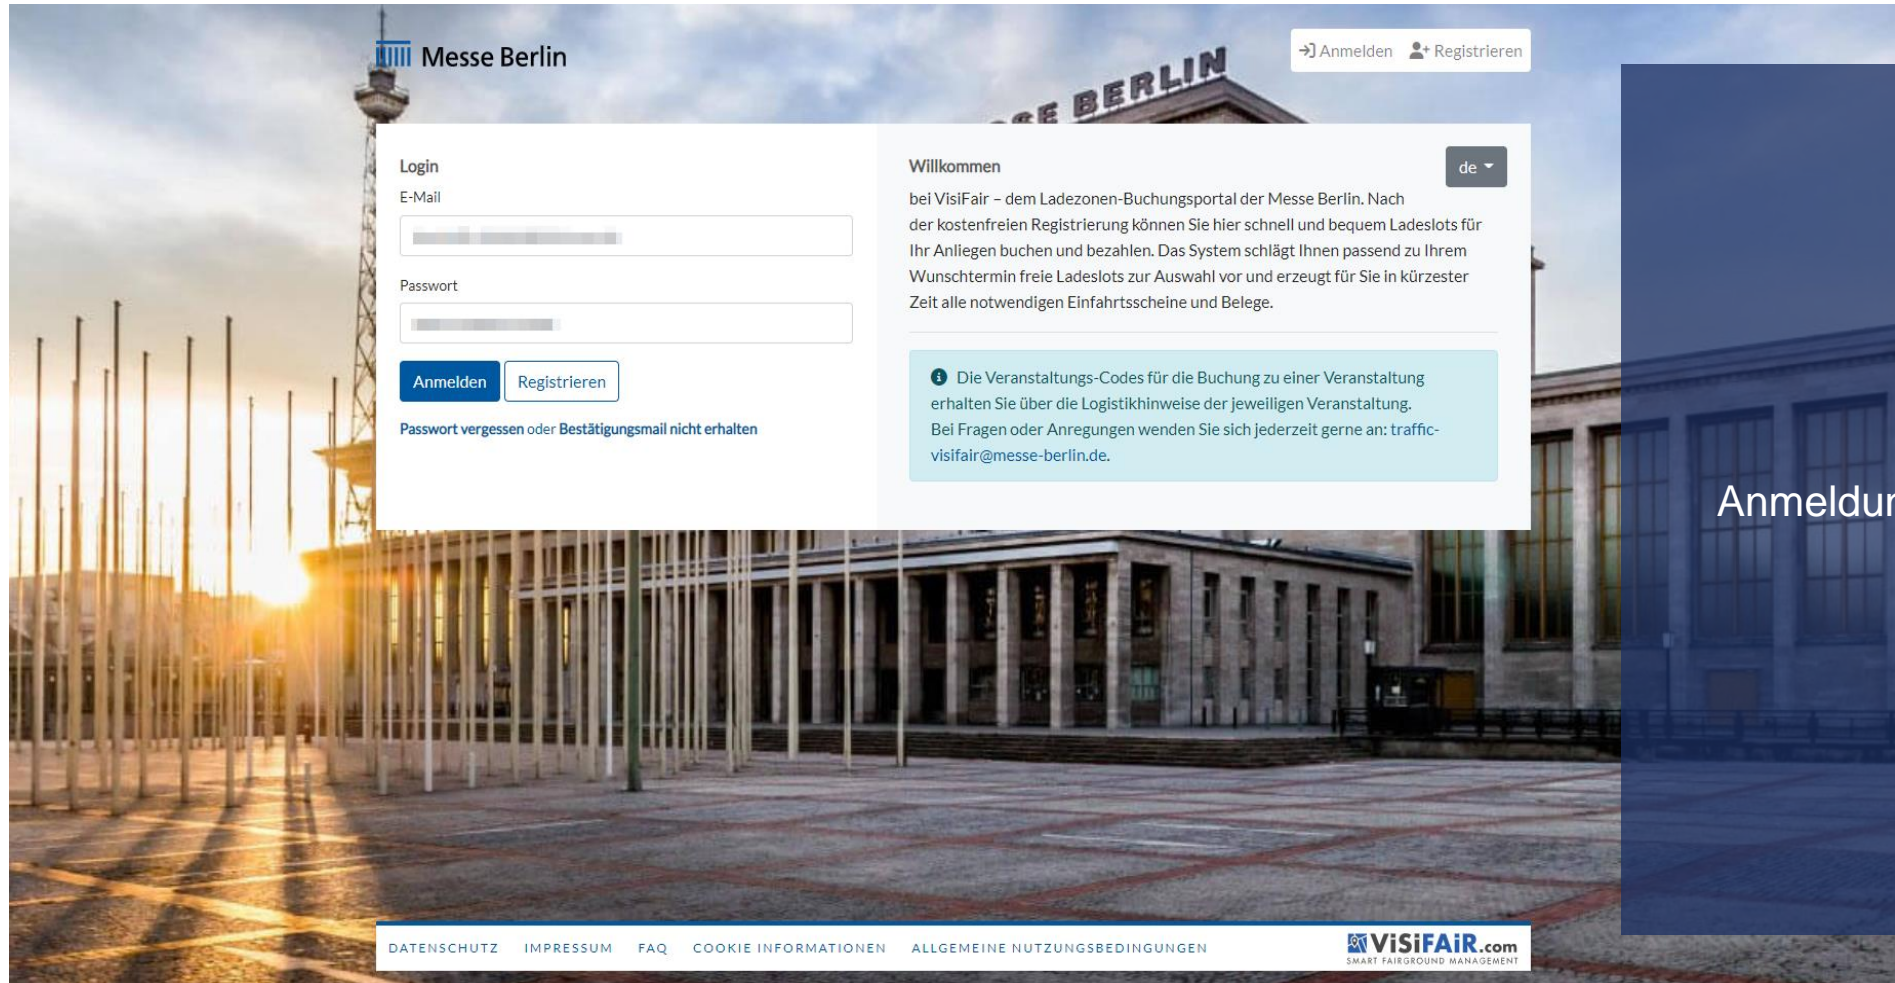 Messe Berlin
Anmelden Registrieren
BERLIN
Login
E-Mail
Passwort
Anmelden Registrieren
Passwort vergessen oder Bestätigungsmail nicht erhalten
Willkommen
de
bei VisiFair – dem Ladezonen-Buchungsportal der Messe Berlin. Nach
der kostenfreien Registrierung können Sie hier schnell und bequem Ladeslots für
Ihr Anliegen buchen und bezahlen. Das System schlägt Ihnen passend zu Ihrem
Wunschtermin freie Ladeslots zur Auswahl vor und erzeugt für Sie in kürzester
Zeit alle notwendigen Einfahrtsscheine und Belege.
Die Veranstaltungs-Codes für die Buchung zu einer Veranstaltung
erhalten Sie über die Logistikhinweise der jeweiligen Veranstaltung.
Bei Fragen oder Anregungen wenden Sie sich jederzeit gerne an: traffic-
visifair@messe-berlin.de.
DATENSCHUTZ IMPRESSUM FAQ COOKIE INFORMATIONEN ALLGEMEINE NUTZUNGSBEDINGUNGEN
ViSiFAiR.com
SMART FAIRGROUND MANAGEMENT